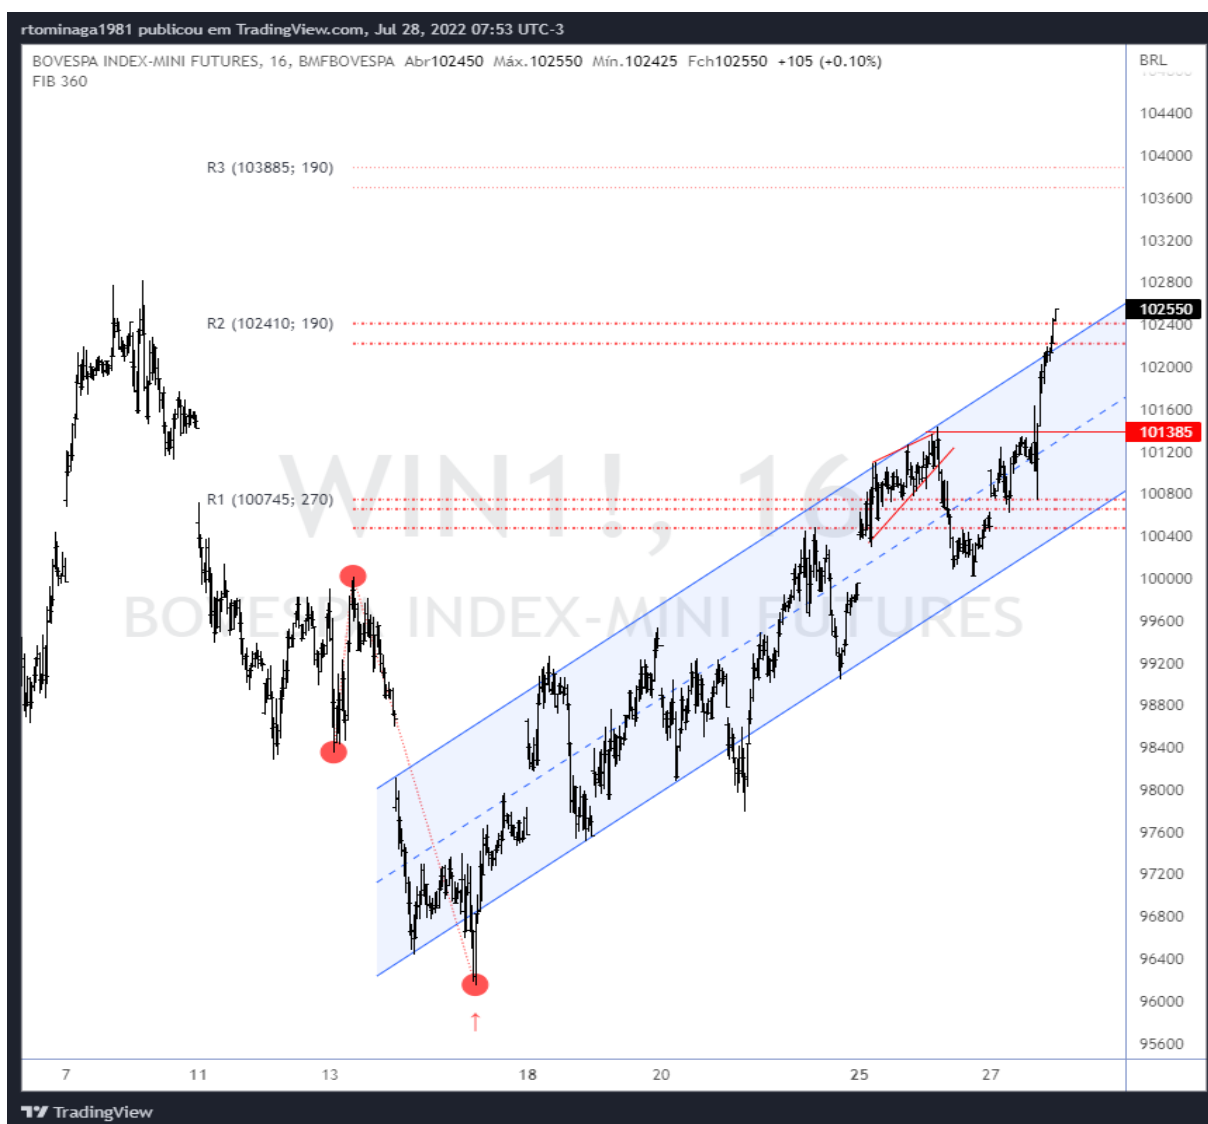 rtominaga1981 publicou em TradingView.com, Jul 28, 2022 07:53 UTC-3
BOVESPA INDEX-MINI FUTURES, 16, BMFBOVESPA Abr102450 Máx.102550 Mín.102425 Fch102550 +105 (+0.10%)
FIB 360
BRL
104400
R3 (103885; 190)
104000
103600
103200
102800
102550
R2 (102410; 190)
102400
102000
101600
101385
101200
WIN1!, 16
R1 (100745; 270)
100800
100400
100000
BOVESPA INDEX-MINI FUTURES
99600
99200
98800
98400
98000
97600
97200
96800
96400
96000
95600
7 11 13 18 20 25 27
TradingView